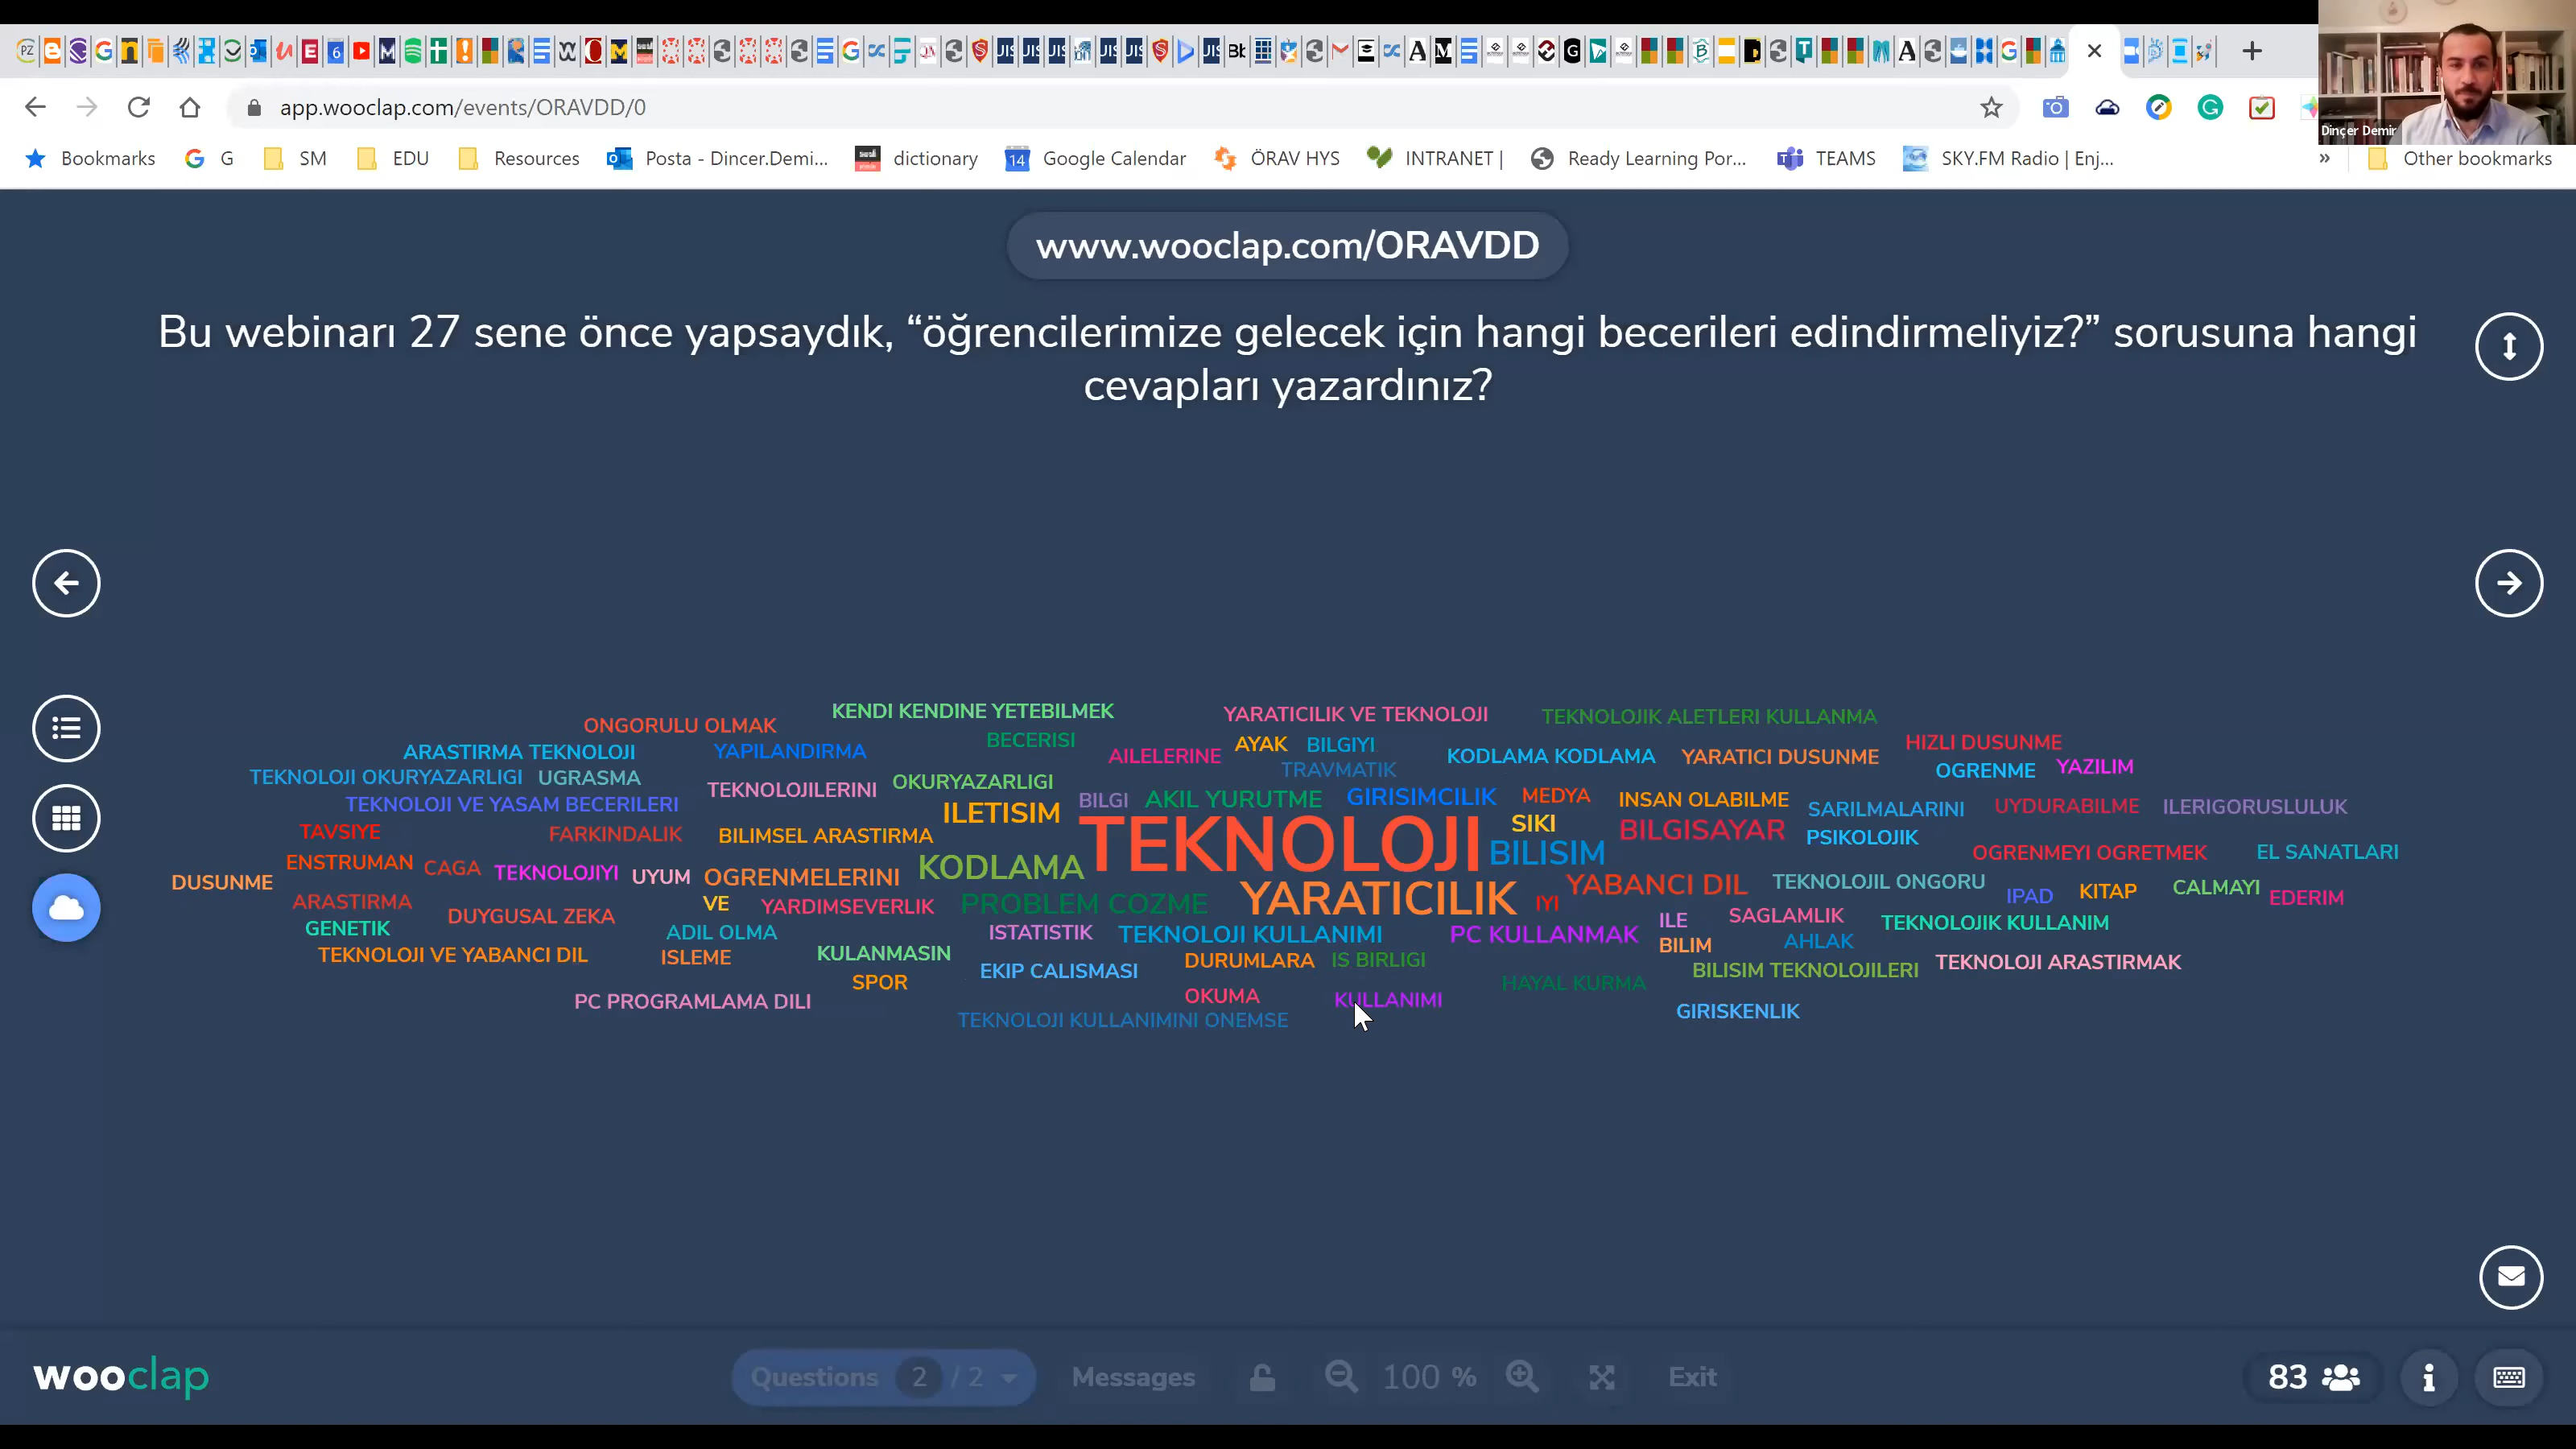 app.wooclap.com/events/ORAVDD/0
Dinçer Demir
Bookmarks G SM EDU Resources Posta - Dincer.Demi... dictionary Google Calendar ÖRAV HYS INTRANET | Ready Learning Por... TEAMS SKY.FM Radio | Enj... » Other bookmarks
www.wooclap.com/ORAVDD
Bu webinarı 27 sene önce yapsaydık, “öğrencilerimize gelecek için hangi becerileri edindirmeliyiz?” sorusuna hangi
cevapları yazardınız?
KENDI KENDINE YETEBILMEK
YARATICILIK VE TEKNOLOJI
TEKNOLOJIK ALETLERI KULLANMA
ONGORULU OLMAK
BECERISI
AYAK
BILGIYI
HIZLI DUSUNME
ARASTIRMA TEKNOLOJI
YAPILANDIRMA
AILELERINE
KODLAMA KODLAMA
YARATICI DUSUNME
TRAVMATIK
OGRENME
YAZILIM
TEKNOLOJI OKURYAZARLIGI
UGRASMA
TEKNOLOJILERINI
OKURYAZARLIGI
TEKNOLOJI VE YASAM BECERILERI
ILETISIM
BILGI
AKIL YURUTME
GIRISIMCILIK
MEDYA
INSAN OLABILME
SARILMALARINI
UYDURABILME
ILERIGORUSLULUK
TAVSIYE
FARKINDALIK
BILIMSEL ARASTIRMA
TEKNOLOJI
SIKI
BILGISAYAR
PSIKOLOJIK
BILISIM
OGRENMEYI OGRETMEK
EL SANATLARI
ENSTRUMAN
CAGA
TEKNOLOJIYI
UYUM
OGRENMELERINI
KODLAMA
DUSUNME
YABANCI DIL
TEKNOLOJIL ONGORU
IPAD
KITAP
CALMAYI
EDERIM
ARASTIRMA
VE
YARDIMSEVERLIK
PROBLEM COZME
YARATICILIK
IYI
DUYGUSAL ZEKA
ILE
SAGLAMLIK
TEKNOLOJIK KULLANIM
GENETIK
ADIL OLMA
ISTATISTIK
TEKNOLOJI KULLANIMI
PC KULLANMAK
BILIM
AHLAK
TEKNOLOJI VE YABANCI DIL
ISLEME
KULANMASIN
DURUMLARA
IS BIRLIGI
BILISIM TEKNOLOJILERI
TEKNOLOJI ARASTIRMAK
SPOR
EKIP CALISMASI
HAYAL KURMA
PC PROGRAMLAMA DILI
OKUMA
KULLANIMI
GIRISKENLIK
TEKNOLOJI KULLANIMINI ONEMSE
wooclap
Questions 2 / 2 Messages 100 % Exit 83